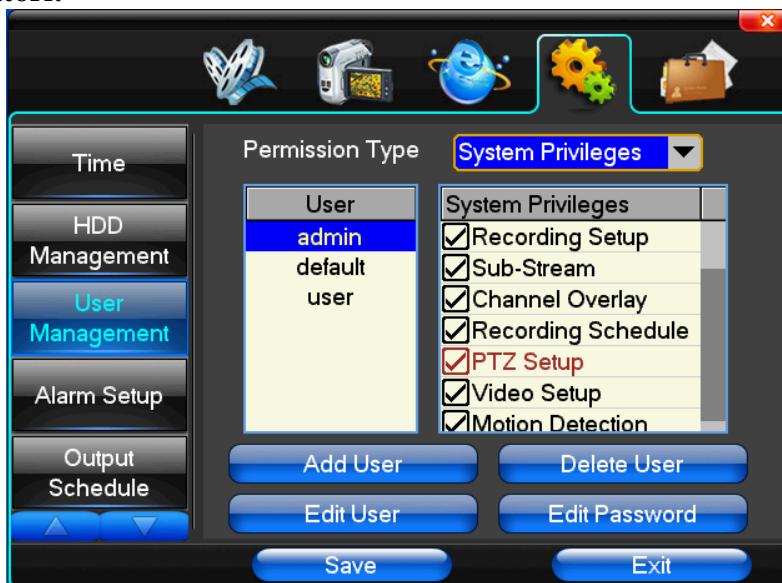 Permission Type
System Privileges
Time
HDD
Management
User
Management
Alarm Setup
Output
Schedule
User
admin
default
user
System Privileges
Recording Setup
Sub-Stream
Channel Overlay
Recording Schedule
PTZ Setup
Video Setup
Motion Detection
Add User
Delete User
Edit User
Edit Password
Save
Exit